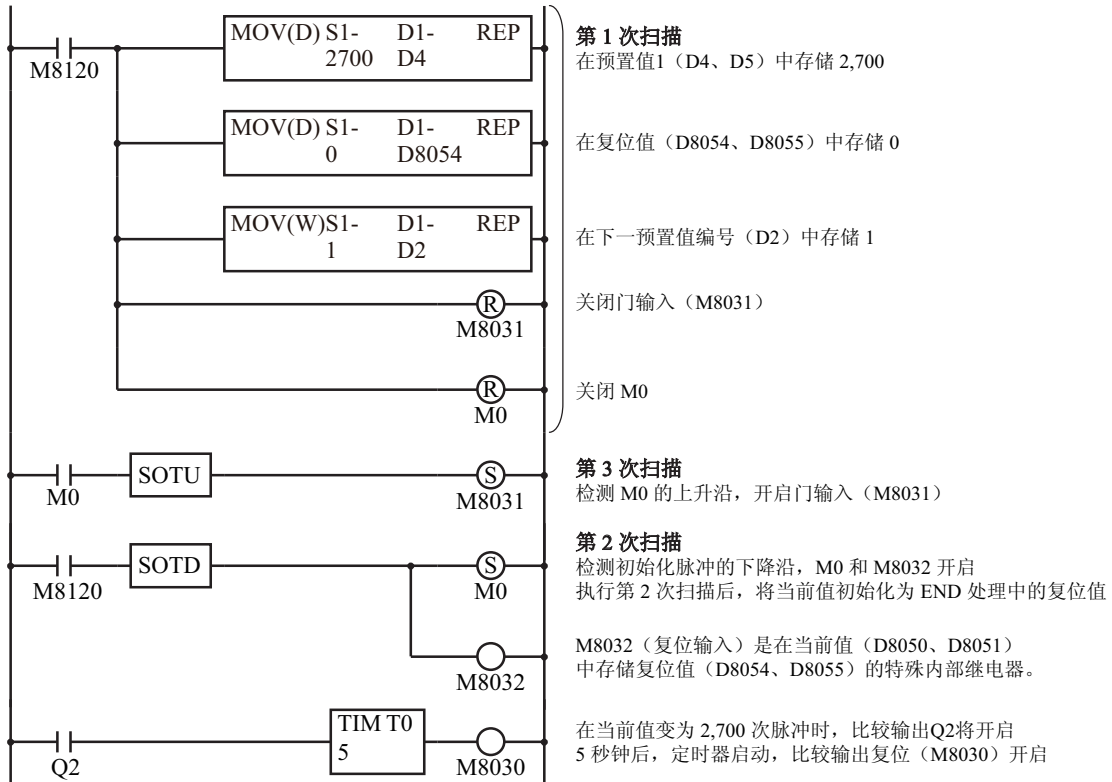 M8120
MOV(D) S1- D1- REP
2700 D4
第 1 次扫描
在预置值1（D4、D5）中存储 2,700
MOV(D) S1- D1- REP
0 D8054
在复位值（D8054、D8055）中存储 0
MOV(W)S1- D1- REP
1 D2
在下一预置值编号（D2）中存储 1
R
M8031
关闭门输入（M8031）
R
M0
关闭 M0
M0
SOTU
S
M8031
第 3 次扫描
检测 M0 的上升沿，开启门输入（M8031）
M8120
SOTD
S
M0
第 2 次扫描
检测初始化脉冲的下降沿，M0 和 M8032 开启
执行第 2 次扫描后，将当前值初始化为 END 处理中的复位值
M8032
M8032（复位输入）是在当前值（D8050、D8051）
中存储复位值（D8054、D8055）的特殊内部继电器。
Q2
TIM T0
5
M8030
在当前值变为 2,700 次脉冲时，比较输出Q2将开启
5 秒钟后，定时器启动，比较输出复位（M8030）开启